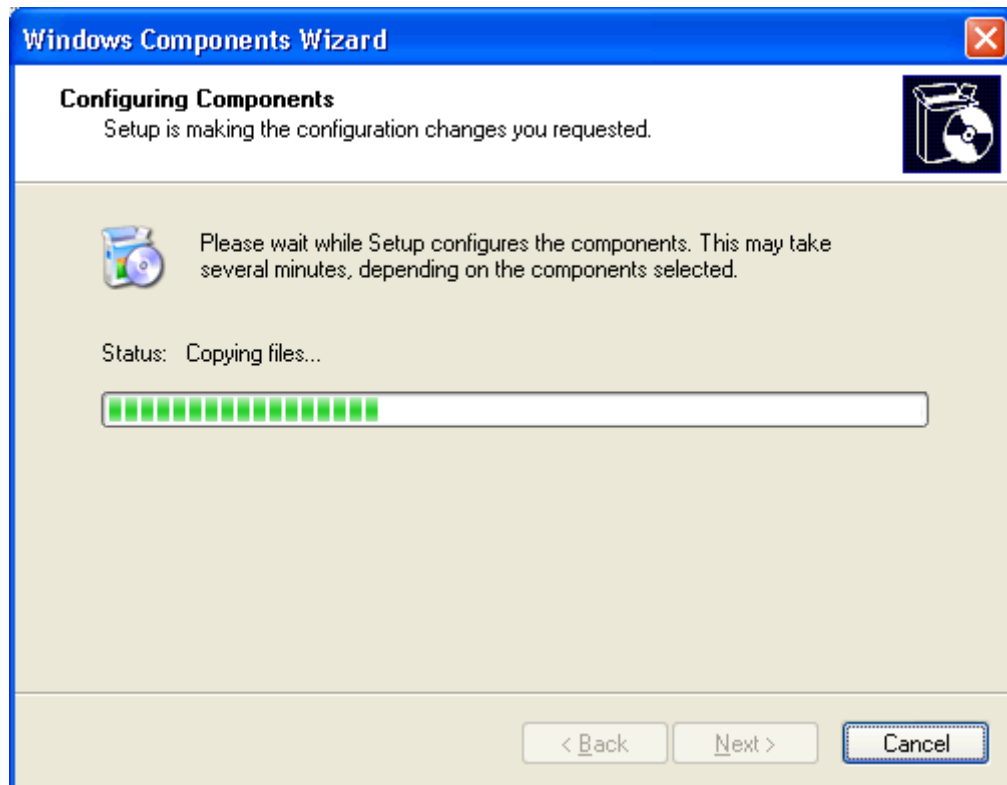 Windows Components Wizard
Configuring Components
Setup is making the configuration changes you requested.
Please wait while Setup configures the components. This may take
several minutes, depending on the components selected.
Status: Copying files...
< Back Next > Cancel